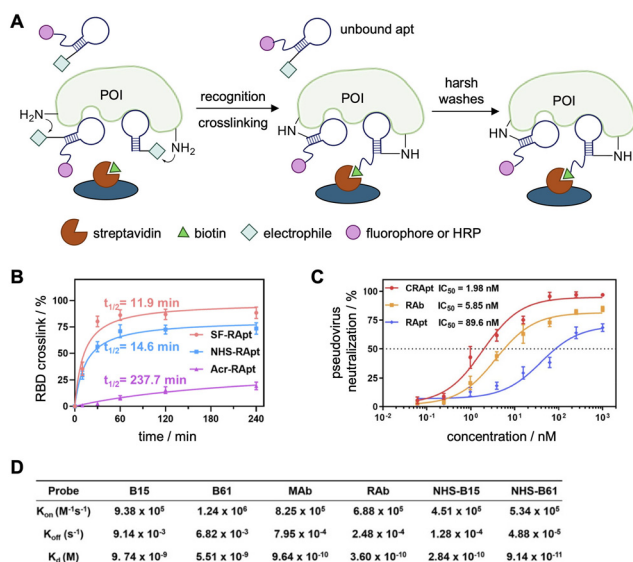 A
unbound apt
POI
H₂N
NH₂
recognition
crosslinking
POI
HN
NH
harsh
washes
POI
HN
NH
streptavidin
biotin
electrophile
fluorophore or HRP
B
RBD crosslink / %
100
75
50
25
0
t1/2= 11.9 min
t1/2= 14.6 min
t1/2= 237.7 min
SF-RApt
NHS-RApt
Acr-RApt
0 60 120 180 240
time / min
C
pseudovirus
neutralization / %
125
100
75
50
25
0
CRApt IC50 = 1.98 nM
RAb IC50 = 5.85 nM
RApt IC50 = 89.6 nM
10⁻² 10⁻¹ 10⁰ 10¹ 10² 10³ 10⁴
concentration / nM
D
Probe B15 B61 MAb RAb NHS-B15 NHS-B61
Kon (M⁻¹s⁻¹) 9.38 x 10⁵ 1.24 x 10⁶ 8.25 x 10⁵ 6.88 x 10⁵ 4.51 x 10⁵ 5.34 x 10⁵
Koff (s⁻¹) 9.14 x 10⁻³ 6.82 x 10⁻³ 7.95 x 10⁻⁴ 2.48 x 10⁻⁴ 1.28 x 10⁻⁴ 4.88 x 10⁻⁵
Kd (M) 9. 74 x 10⁻⁹ 5.51 x 10⁻⁹ 9.64 x 10⁻¹⁰ 3.60 x 10⁻¹⁰ 2.84 x 10⁻¹⁰ 9.14 x 10⁻¹¹